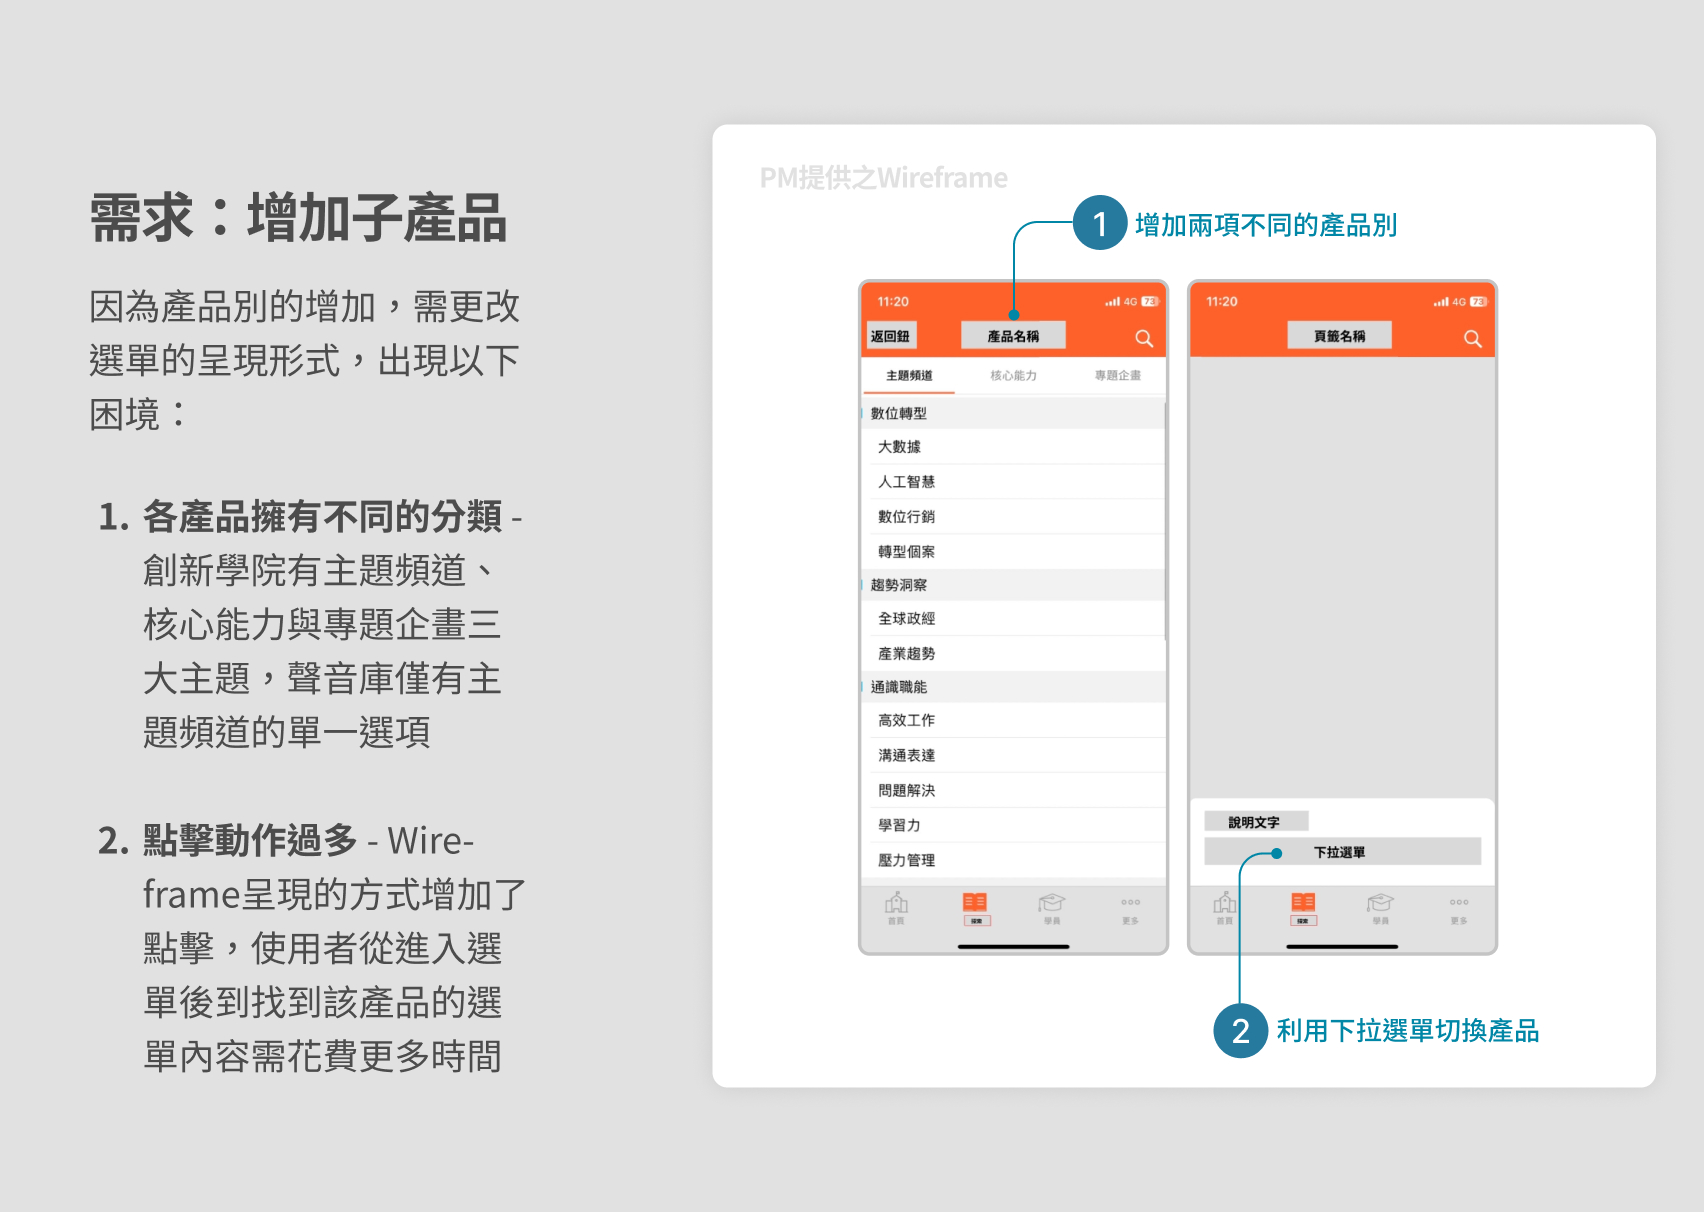 需求：增加子產品
因為產品別的增加，需更改
選單的呈現形式，出現以下
困境：
1. 各產品擁有不同的分類 -
創新學院有主題頻道、
核心能力與專題企畫三
大主題，聲音庫僅有主
題頻道的單一選項
2. 點擊動作過多 - Wire-
frame呈現的方式增加了
點擊，使用者從進入選
單後到找到該產品的選
單內容需花費更多時間
PM提供之Wireframe
1 增加兩項不同的產品別
11:20 4G 73
返回鈕 產品名稱
主題頻道 核心能力 專題企畫
數位轉型
大數據
人工智慧
數位行銷
轉型個案
趨勢洞察
全球政經
產業趨勢
通識職能
高效工作
溝通表達
問題解決
學習力
壓力管理
首頁 探索 學員 更多
11:20 4G 73
頁籤名稱
說明文字
下拉選單
首頁 探索 學員 更多
2 利用下拉選單切換產品